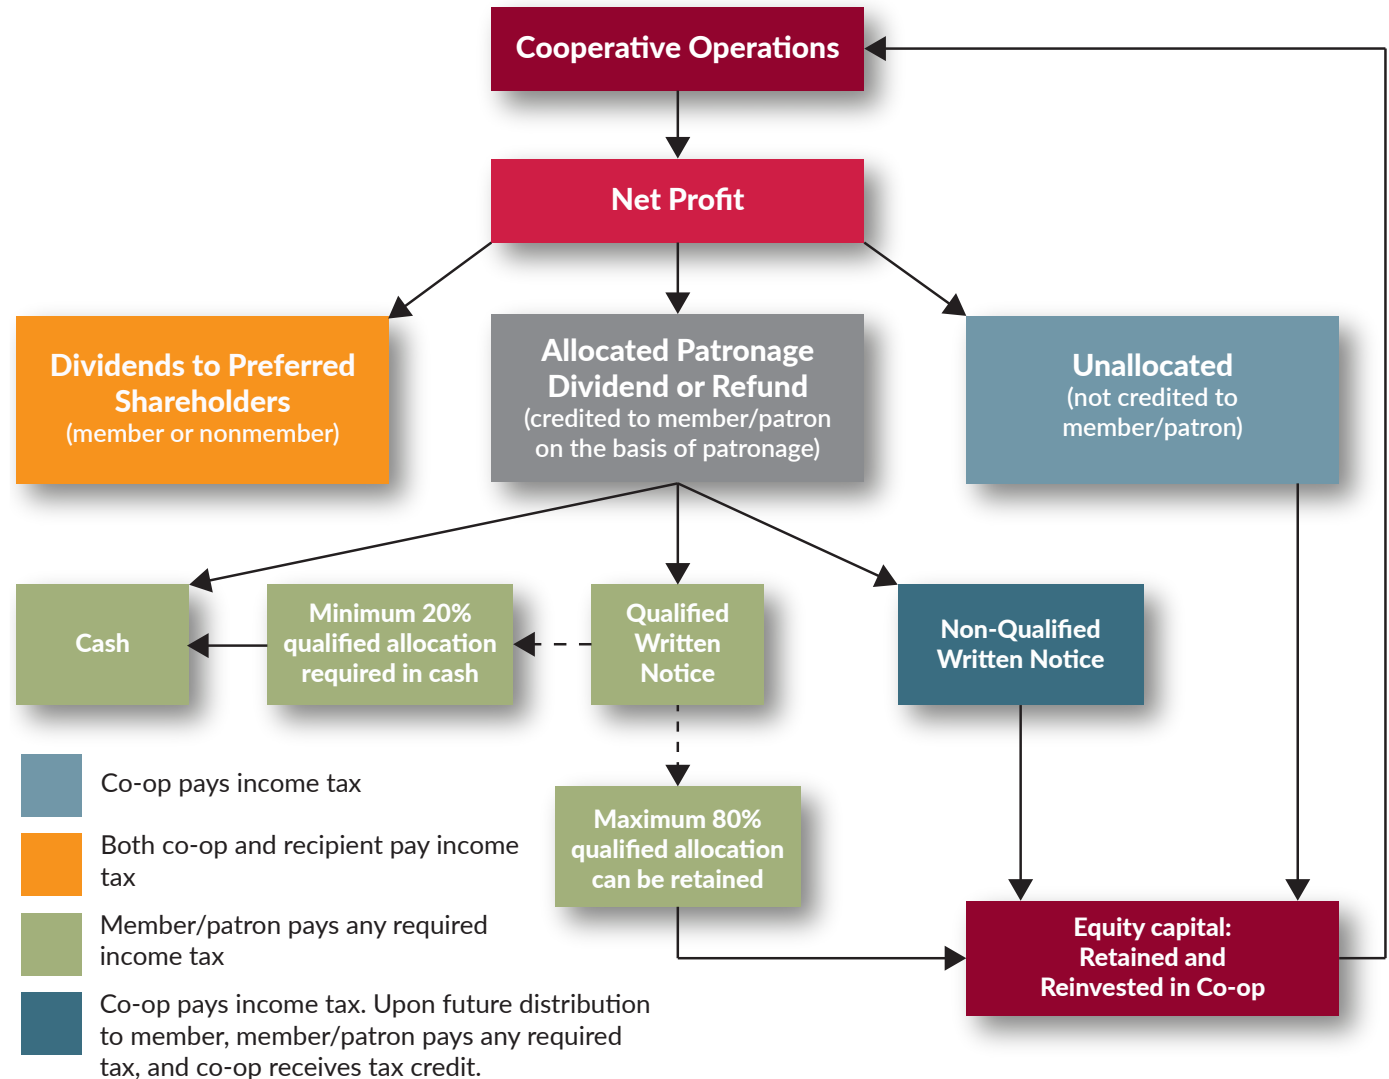 Cooperative Operations
Net Profit
Dividends to Preferred
Shareholders
(member or nonmember)
Allocated Patronage
Dividend or Refund
(credited to member/patron
on the basis of patronage)
Unallocated
(not credited to
member/patron)
Cash
Minimum 20%
qualified allocation
required in cash
Qualified
Written
Notice
Non-Qualified
Written Notice
Maximum 80%
qualified allocation
can be retained
Equity capital:
Retained and
Reinvested in Co-op
Co-op pays income tax
Both co-op and recipient pay income
tax
Member/patron pays any required
income tax
Co-op pays income tax. Upon future distribution
to member, member/patron pays any required
tax, and co-op receives tax credit.